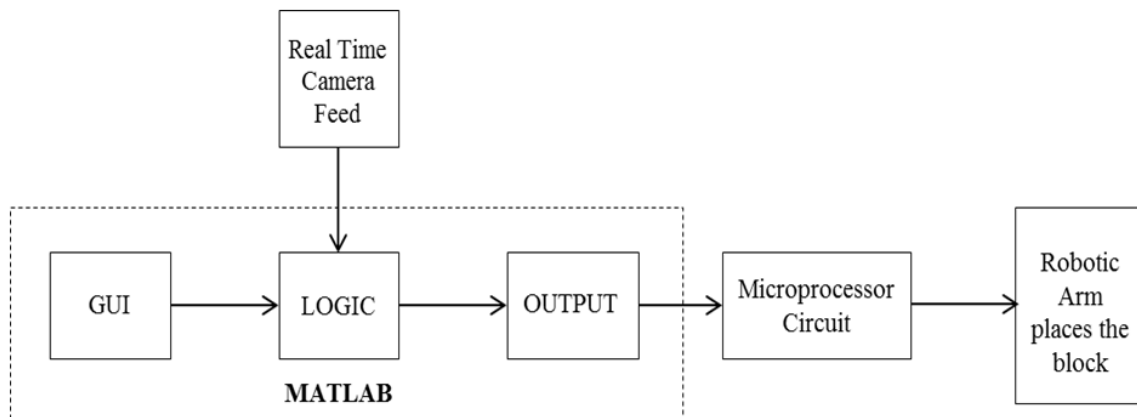 Real Time
Camera
Feed
GUI
LOGIC
OUTPUT
Microprocessor
Circuit
Robotic
Arm
places the
block
MATLAB